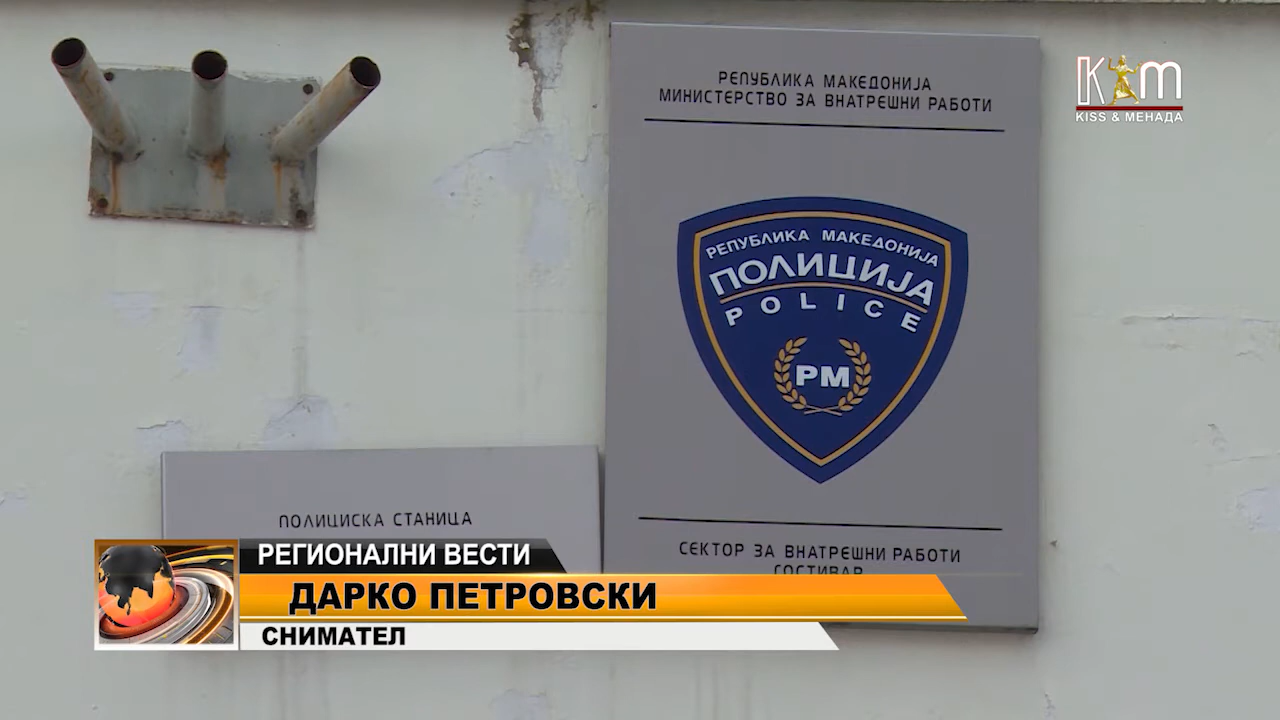 РЕПУБЛИКА МАКЕДОНИЈА
МИНИСТЕРСТВО ЗА ВНАТРЕШНИ РАБОТИ
KM
KISS & МЕНАДА
РЕПУБЛИКА МАКЕДОНИЈА
ПОЛИЦИЈА
POLICE
РМ
ПОЛИЦИСКА СТАНИЦА
СЕКТОР ЗА ВНАТРЕШНИ РАБОТИ
РЕГИОНАЛНИ ВЕСТИ
ДАРКО ПЕТРОВСКИ
СНИМАТЕЛ